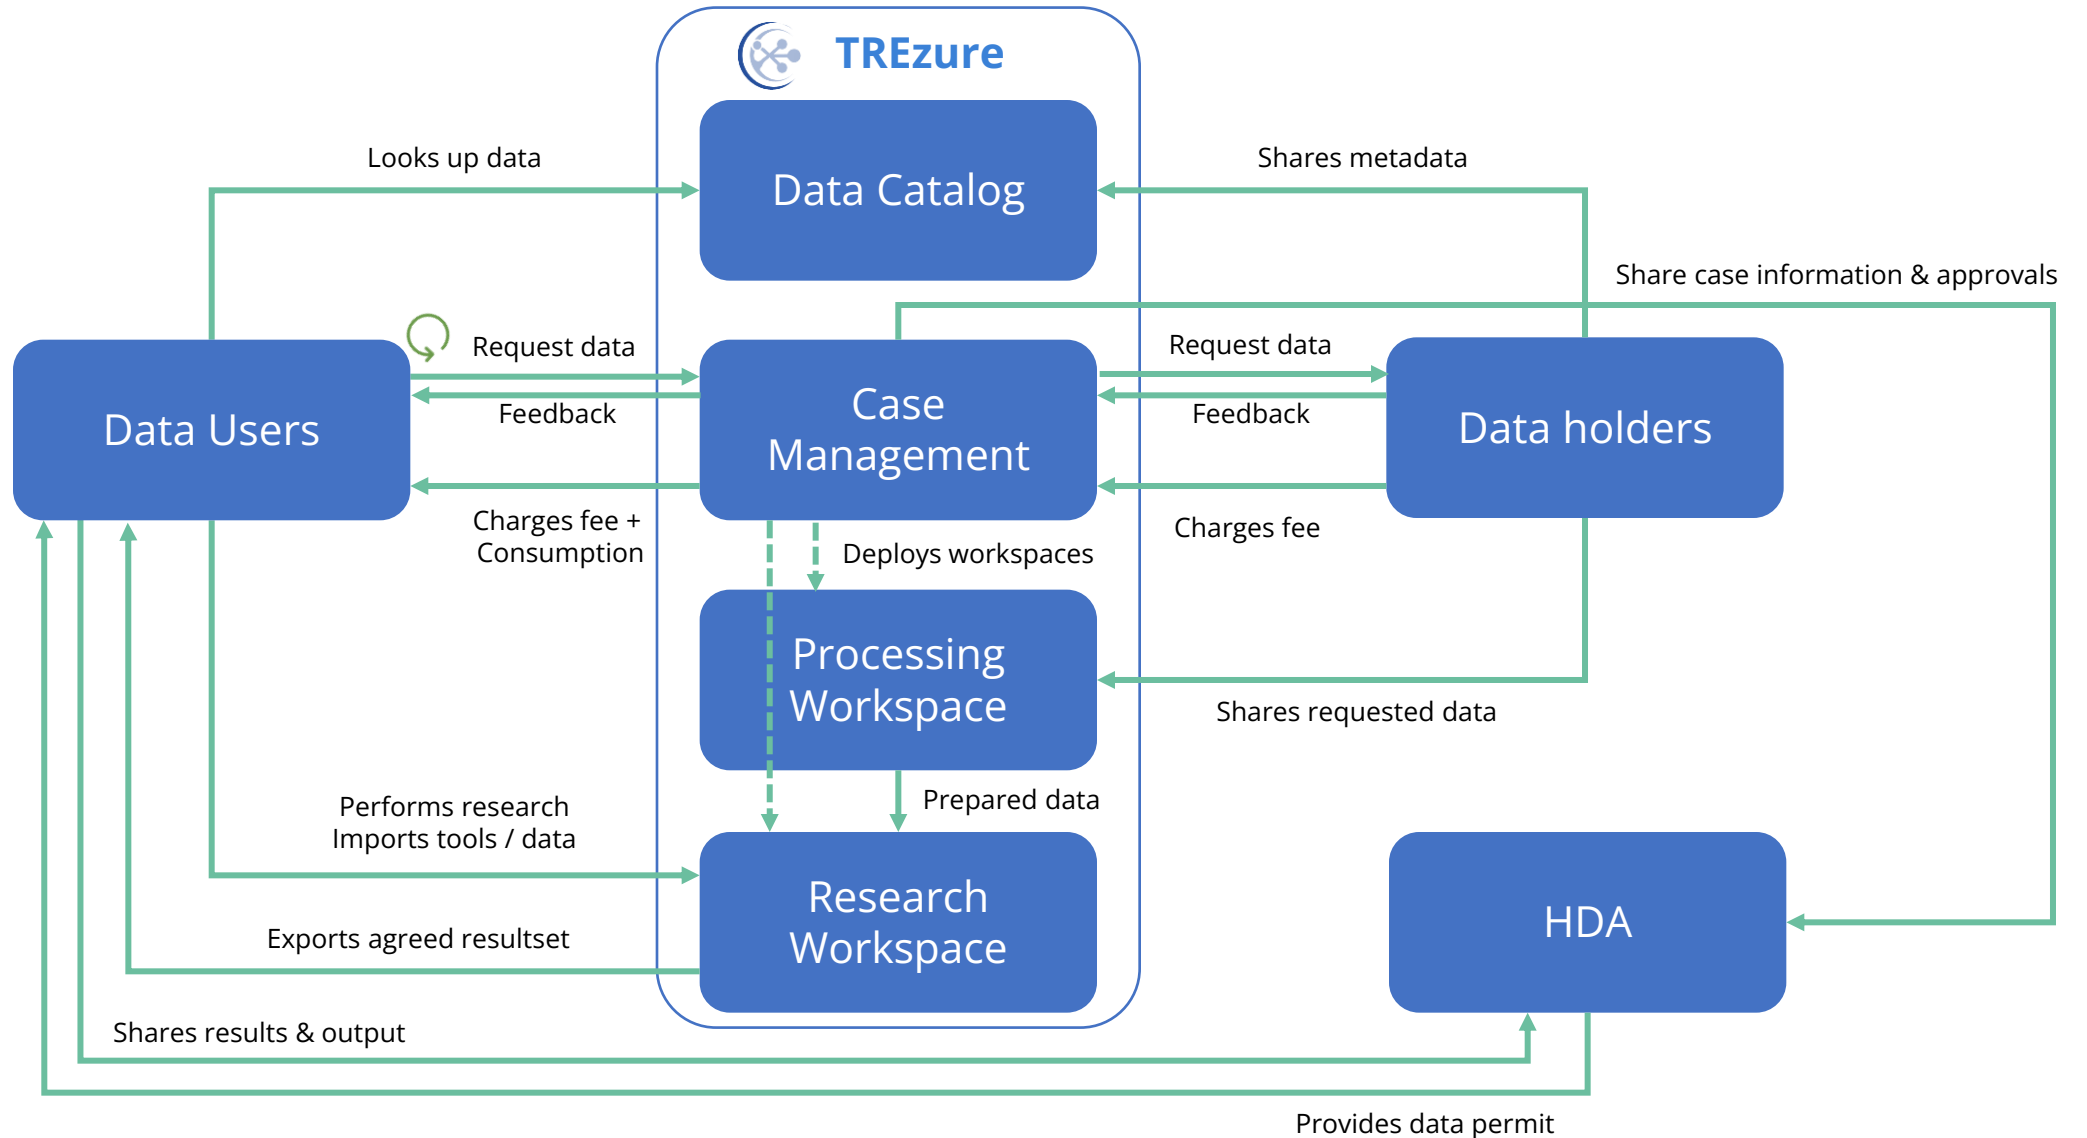 TREzure
Looks up data
Data Catalog
Shares metadata
Share case information & approvals
Request data
Request data
Data Users
Feedback
Case
Management
Feedback
Data holders
Charges fee +
Consumption
Charges fee
Deploys workspaces
Processing
Workspace
Shares requested data
Prepared data
Performs research
Imports tools / data
Research
Workspace
HDA
Exports agreed resultset
Shares results & output
Provides data permit